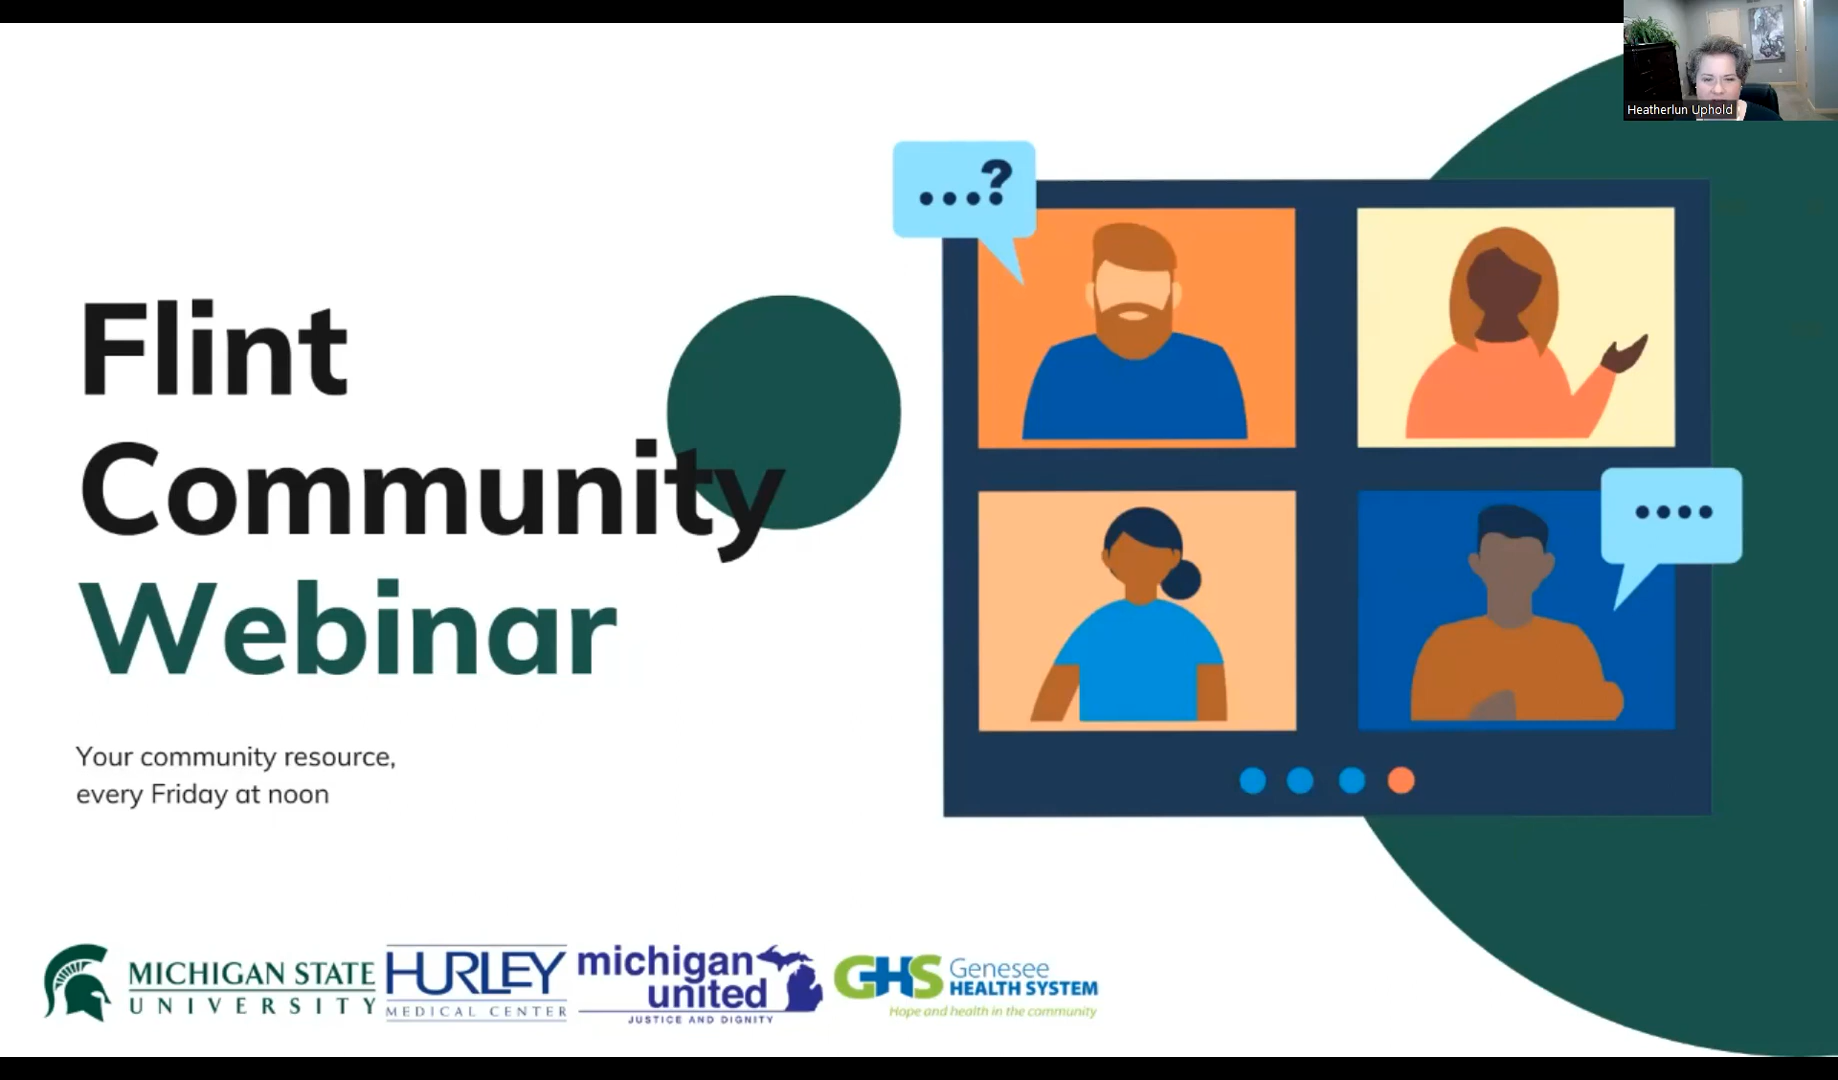 Heatherlun Uphold
....?
Flint
Community
Webinar
....
Your community resource,
every Friday at noon
MICHIGAN STATE
UNIVERSITY
HURLEY
MEDICAL CENTER
michigan
united
JUSTICE AND DIGNITY
GHS
Genesee
HEALTH SYSTEM
Hope and health in the community